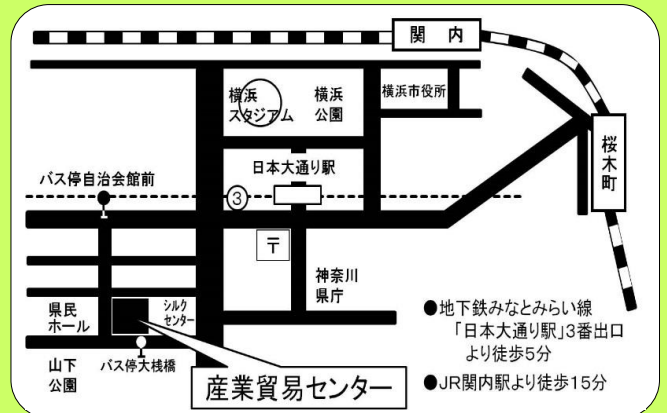 関内
横浜
スタジアム
横浜
公園
横浜市役所
桜木町
日本大通り駅
バス停自治会館前
③
〒
神奈川
県庁
県民
ホール
シルク
センター
山下
公園
バス停大桟橋
産業貿易センター
●地下鉄みなとみらい線
「日本大通り駅」3番出口
より徒歩5分
●JR関内駅より徒歩15分